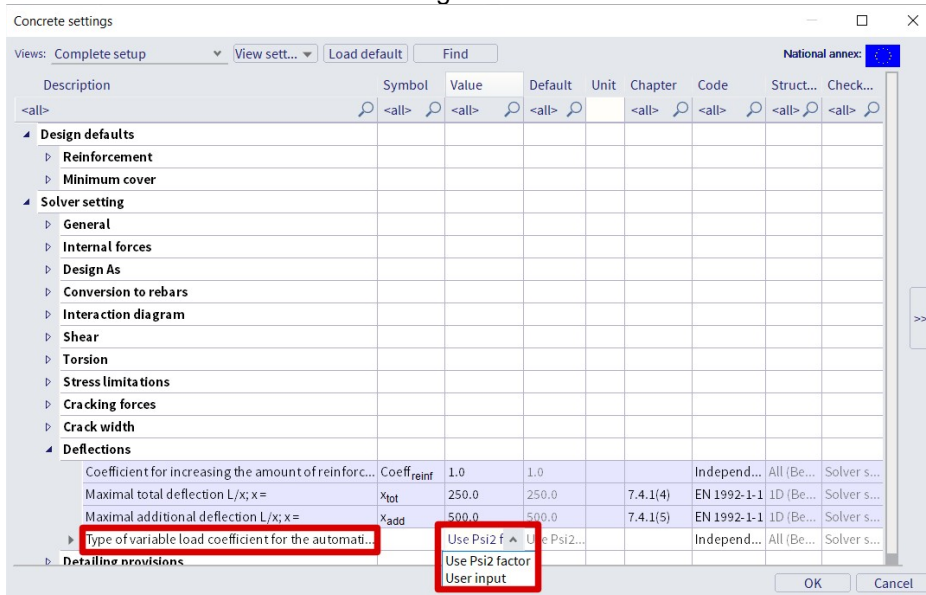 Concrete settings
Views: Complete setup View sett... Load default Find National annex:
Description Symbol Value Default Unit Chapter Code Struct... Check...
<all> <all> <all> <all> <all> <all> <all> <all>
Design defaults
Reinforcement
Minimum cover
Solver setting
General
Internal forces
Design As
Conversion to rebars
Interaction diagram
Shear
Torsion
Stress limitations
Cracking forces
Crack width
Deflections
Coefficient for increasing the amount of reinforc... Coeffreinf 1.0 1.0 Independ... All (Be... Solver s...
Maximal total deflection L/x; x = xtot 250.0 250.0 7.4.1(4) EN 1992-1-1 1D (Be... Solver s...
Maximal additional deflection L/x; x = xadd 500.0 500.0 7.4.1(5) EN 1992-1-1 1D (Be... Solver s...
Type of variable load coefficient for the automati... Use Psi2 f Use Psi2... Independ... All (Be... Solver s...
Detailing provisions Use Psi2 factor
User input
OK Cancel
>>